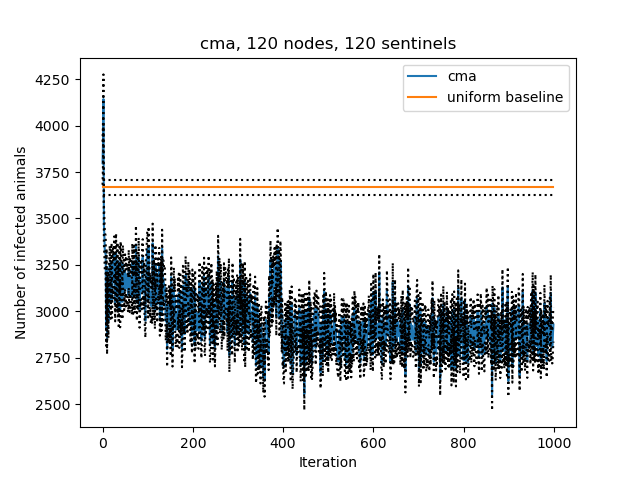 cma, 120 nodes, 120 sentinels
cma
uniform baseline
Number of infected animals
4250
4000
3750
3500
3250
3000
2750
2500
0 200 400 600 800 1000
Iteration